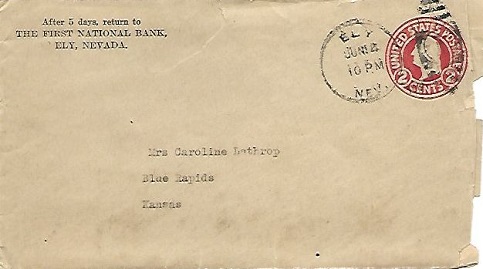 After 5 days, return to
THE FIRST NATIONAL BANK,
ELY, NEVADA.
ELY
JUN
10 PM
NEV.
UNITED STATES POSTAGE
2 CENTS 2
Mrs Caroline Lathrop
Blue Rapids
Kansas